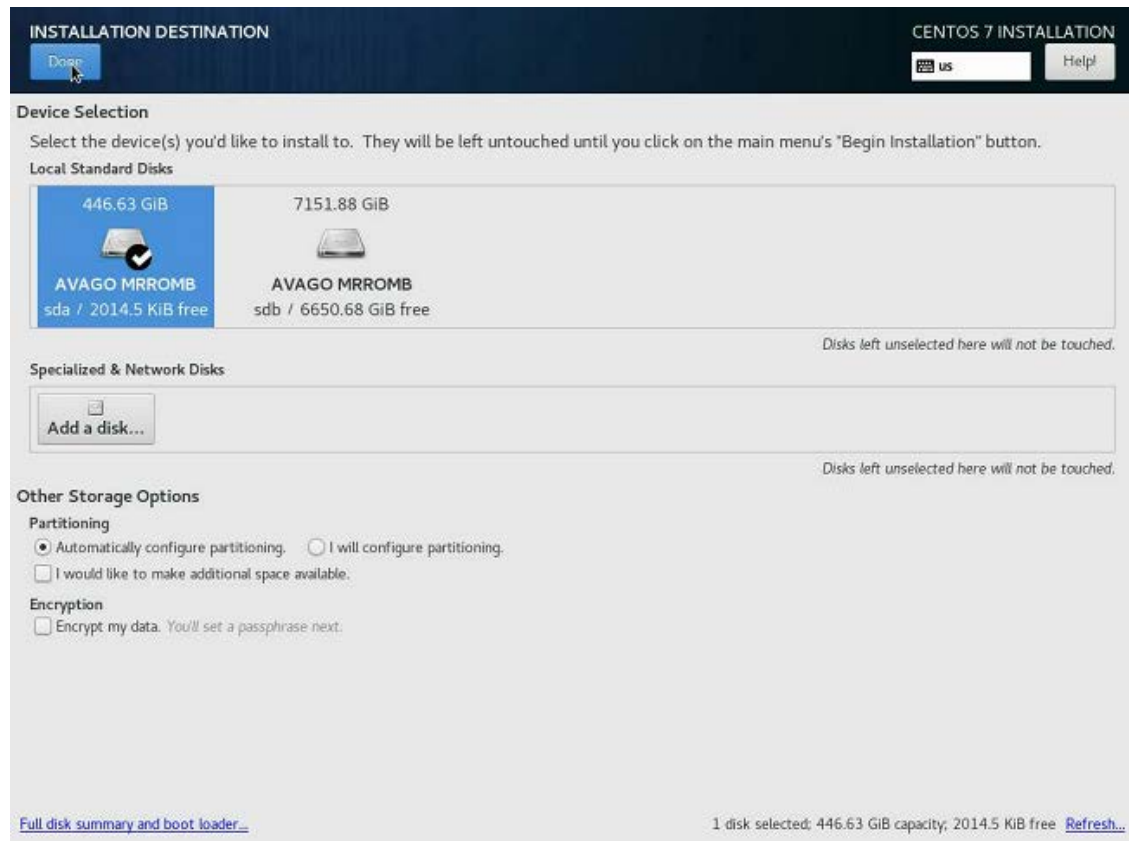 INSTALLATION DESTINATION
CENTOS 7 INSTALLATION
Done
us
Help!
Device Selection
Select the device(s) you'd like to install to. They will be left untouched until you click on the main menu's "Begin Installation" button.
Local Standard Disks
446.63 GiB
AVAGO MRROMB
sda / 2014.5 KiB free
7151.88 GiB
AVAGO MRROMB
sdb / 6650.68 GiB free
Disks left unselected here will not be touched.
Specialized & Network Disks
Add a disk...
Disks left unselected here will not be touched.
Other Storage Options
Partitioning
Automatically configure partitioning. I will configure partitioning.
I would like to make additional space available.
Encryption
Encrypt my data. You'll set a passphrase next.
Full disk summary and boot loader... 1 disk selected; 446.63 GiB capacity; 2014.5 KiB free Refresh...